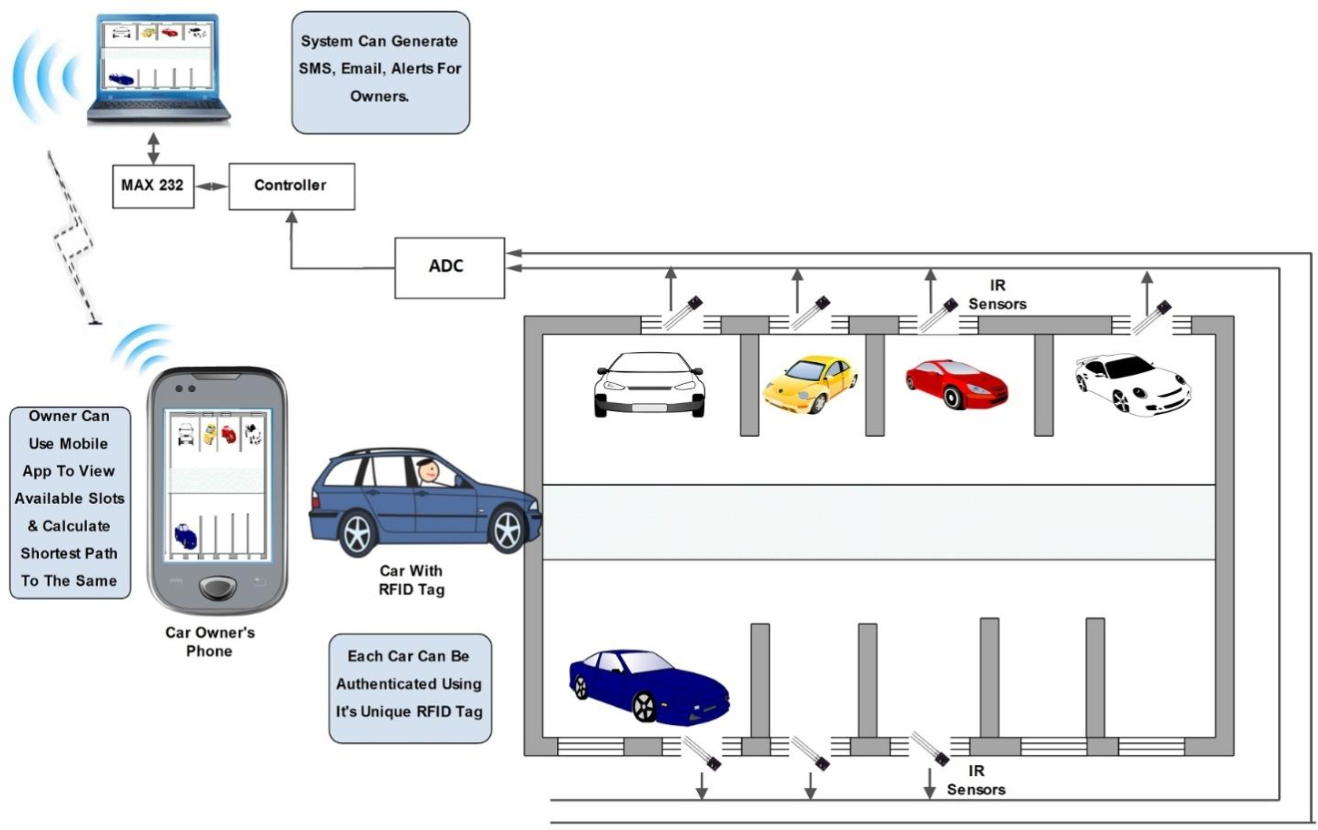 System Can Generate
SMS, Email, Alerts For
Owners.
MAX 232
Controller
ADC
IR
Sensors
Owner Can
Use Mobile
App To View
Available Slots
& Calculate
Shortest Path
To The Same
Car With
RFID Tag
Car Owner's
Phone
Each Car Can Be
Authenticated Using
It's Unique RFID Tag
IR
Sensors